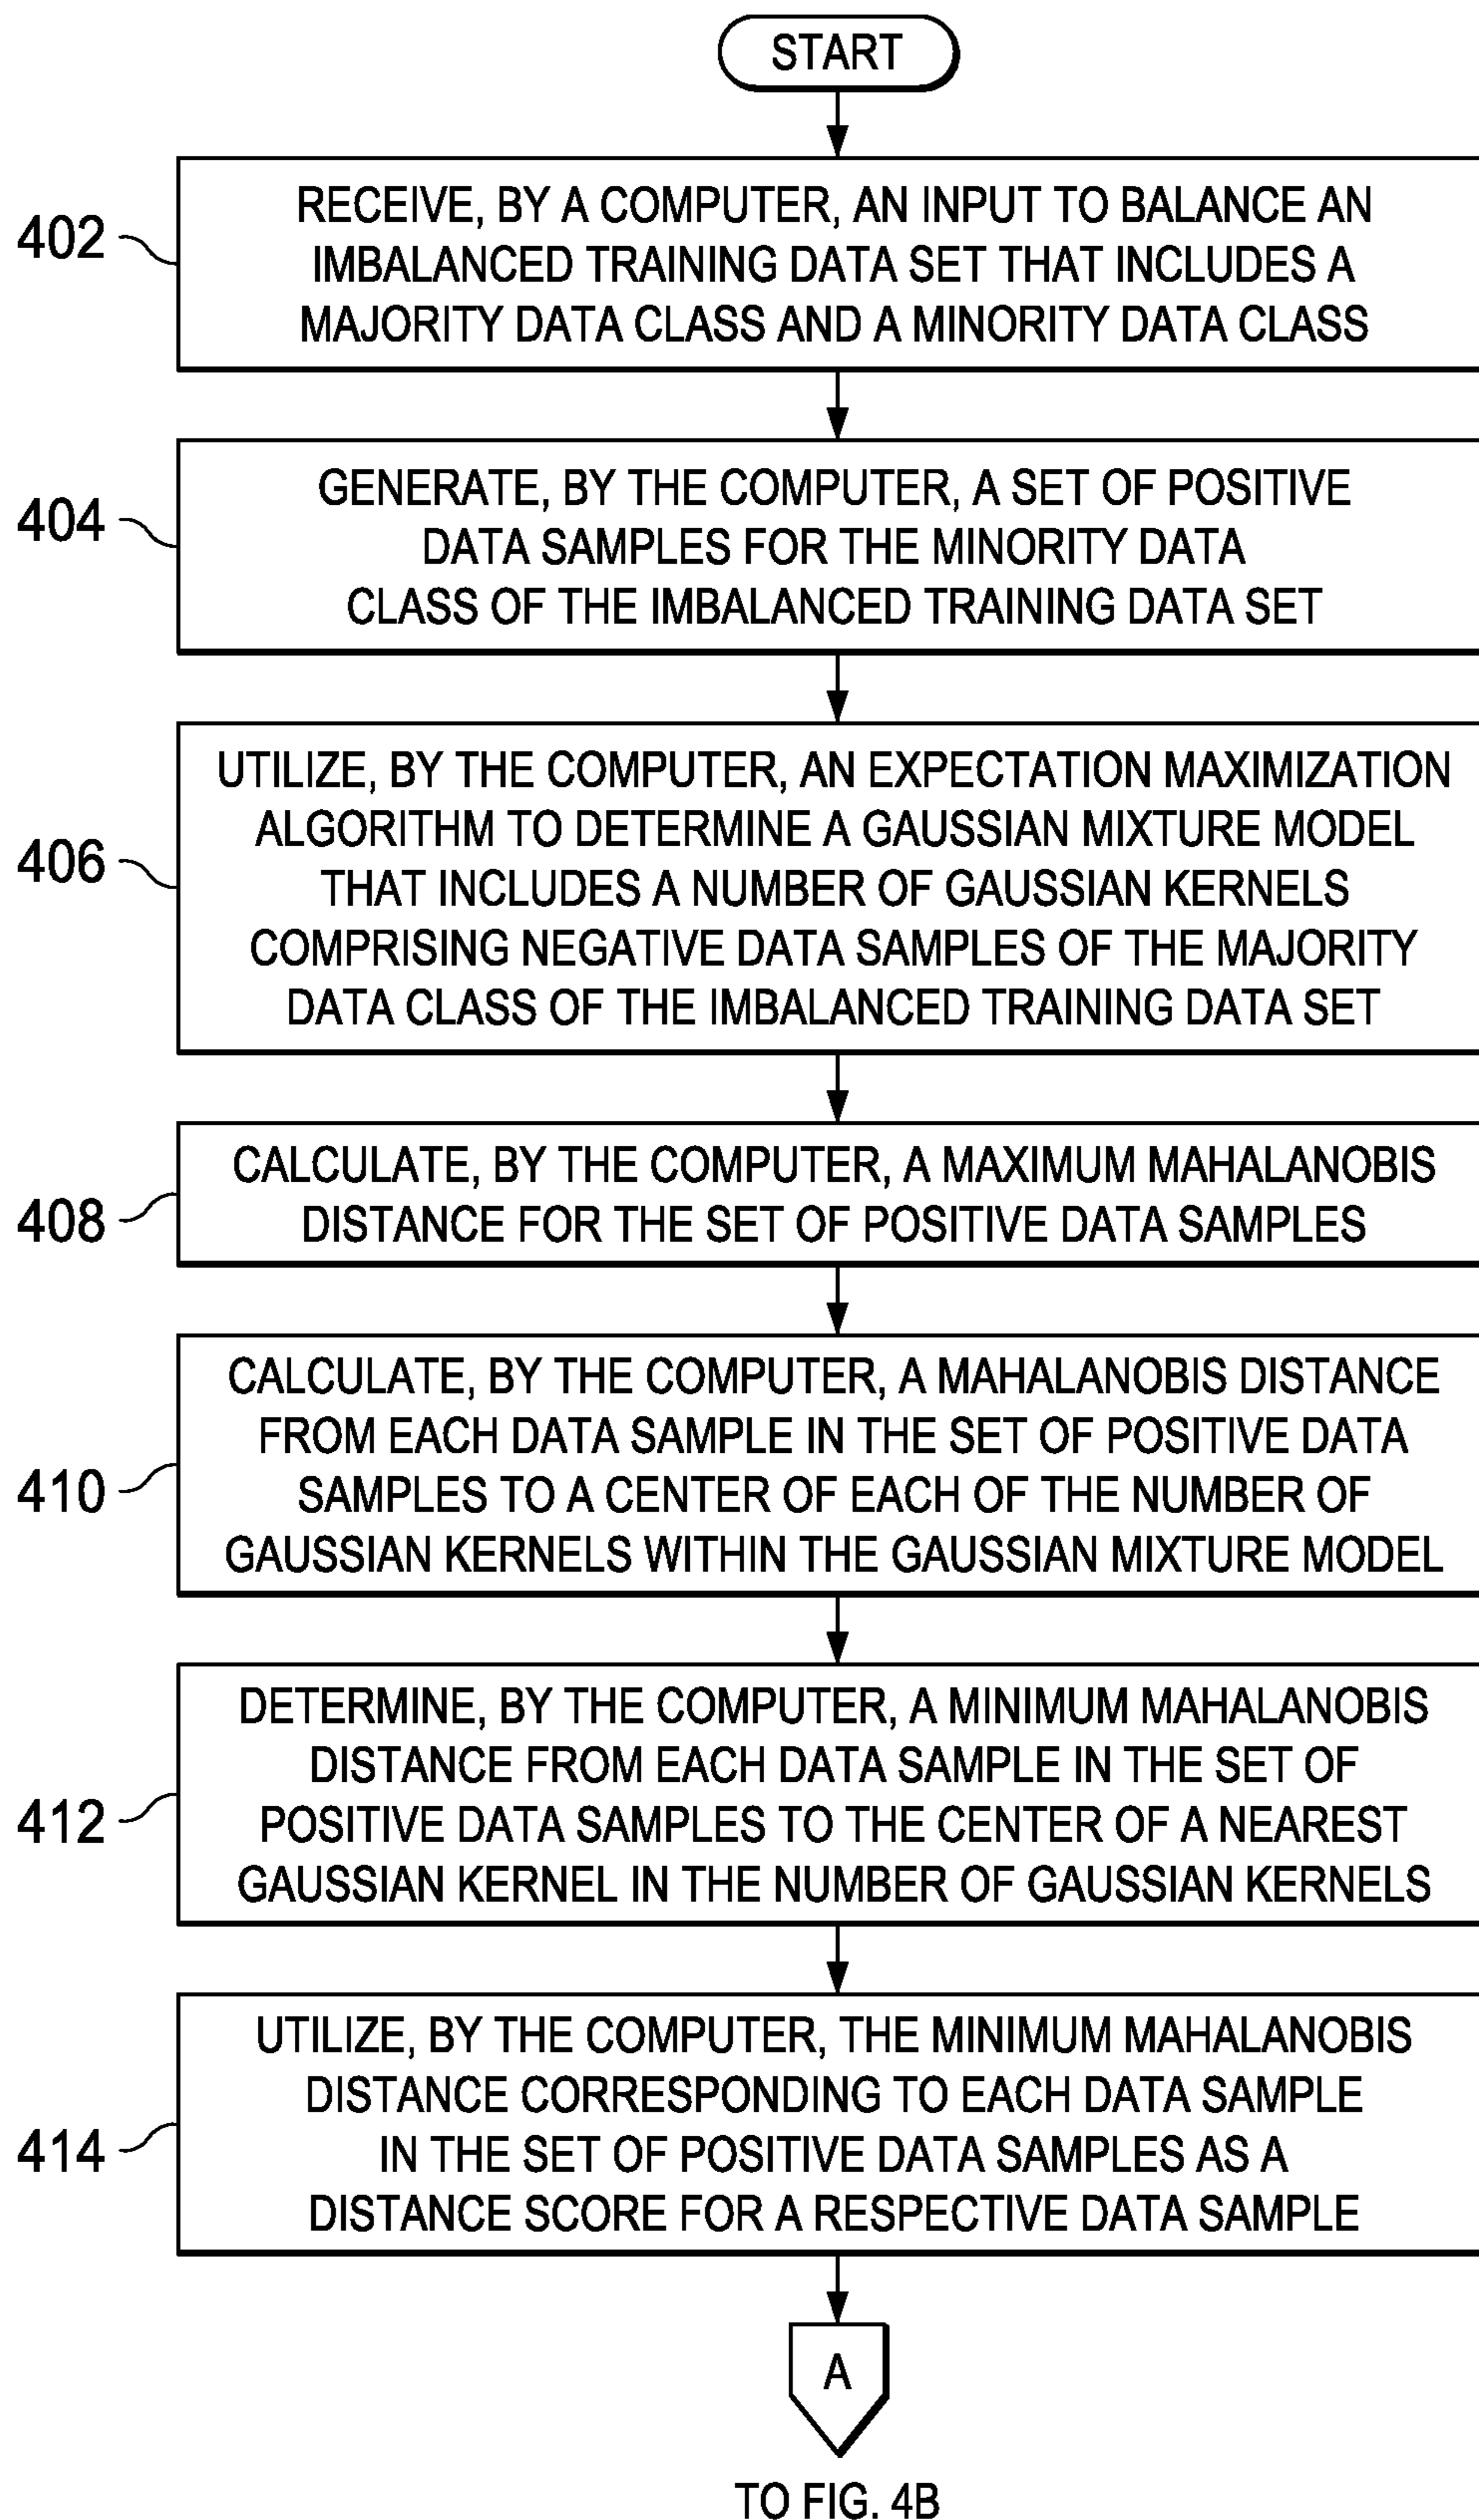 START
402
RECEIVE, BY A COMPUTER, AN INPUT TO BALANCE AN
IMBALANCED TRAINING DATA SET THAT INCLUDES A
MAJORITY DATA CLASS AND A MINORITY DATA CLASS
404
GENERATE, BY THE COMPUTER, A SET OF POSITIVE
DATA SAMPLES FOR THE MINORITY DATA
CLASS OF THE IMBALANCED TRAINING DATA SET
406
UTILIZE, BY THE COMPUTER, AN EXPECTATION MAXIMIZATION
ALGORITHM TO DETERMINE A GAUSSIAN MIXTURE MODEL
THAT INCLUDES A NUMBER OF GAUSSIAN KERNELS
COMPRISING NEGATIVE DATA SAMPLES OF THE MAJORITY
DATA CLASS OF THE IMBALANCED TRAINING DATA SET
408
CALCULATE, BY THE COMPUTER, A MAXIMUM MAHALANOBIS
DISTANCE FOR THE SET OF POSITIVE DATA SAMPLES
410
CALCULATE, BY THE COMPUTER, A MAHALANOBIS DISTANCE
FROM EACH DATA SAMPLE IN THE SET OF POSITIVE DATA
SAMPLES TO A CENTER OF EACH OF THE NUMBER OF
GAUSSIAN KERNELS WITHIN THE GAUSSIAN MIXTURE MODEL
412
DETERMINE, BY THE COMPUTER, A MINIMUM MAHALANOBIS
DISTANCE FROM EACH DATA SAMPLE IN THE SET OF
POSITIVE DATA SAMPLES TO THE CENTER OF A NEAREST
GAUSSIAN KERNEL IN THE NUMBER OF GAUSSIAN KERNELS
414
UTILIZE, BY THE COMPUTER, THE MINIMUM MAHALANOBIS
DISTANCE CORRESPONDING TO EACH DATA SAMPLE
IN THE SET OF POSITIVE DATA SAMPLES AS A
DISTANCE SCORE FOR A RESPECTIVE DATA SAMPLE
A
TO FIG. 4B